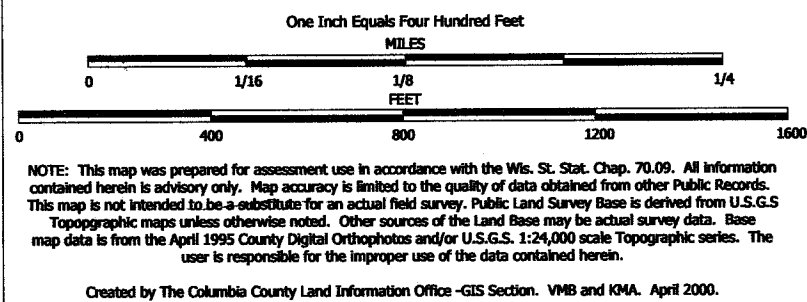 One Inch Equals Four Hundred Feet
MILES
0 1/16 1/8 1/4
FEET
0 400 800 1200 1600
NOTE: This map was prepared for assessment use in accordance with the Wis. St. Stat. Chap. 70.09. All information
contained herein is advisory only. Map accuracy is limited to the quality of data obtained from other Public Records.
This map is not intended to be a substitute for an actual field survey. Public Land Survey Base is derived from U.S.G.S
Topopgraphic maps unless otherwise noted. Other sources of the Land Base may be actual survey data. Base
map data is from the April 1995 County Digital Orthophotos and/or U.S.G.S. 1:24,000 scale Topographic series. The
user is responsible for the improper use of the data contained herein.
Created by The Columbia County Land Information Office -GIS Section. VMB and KMA. April 2000.